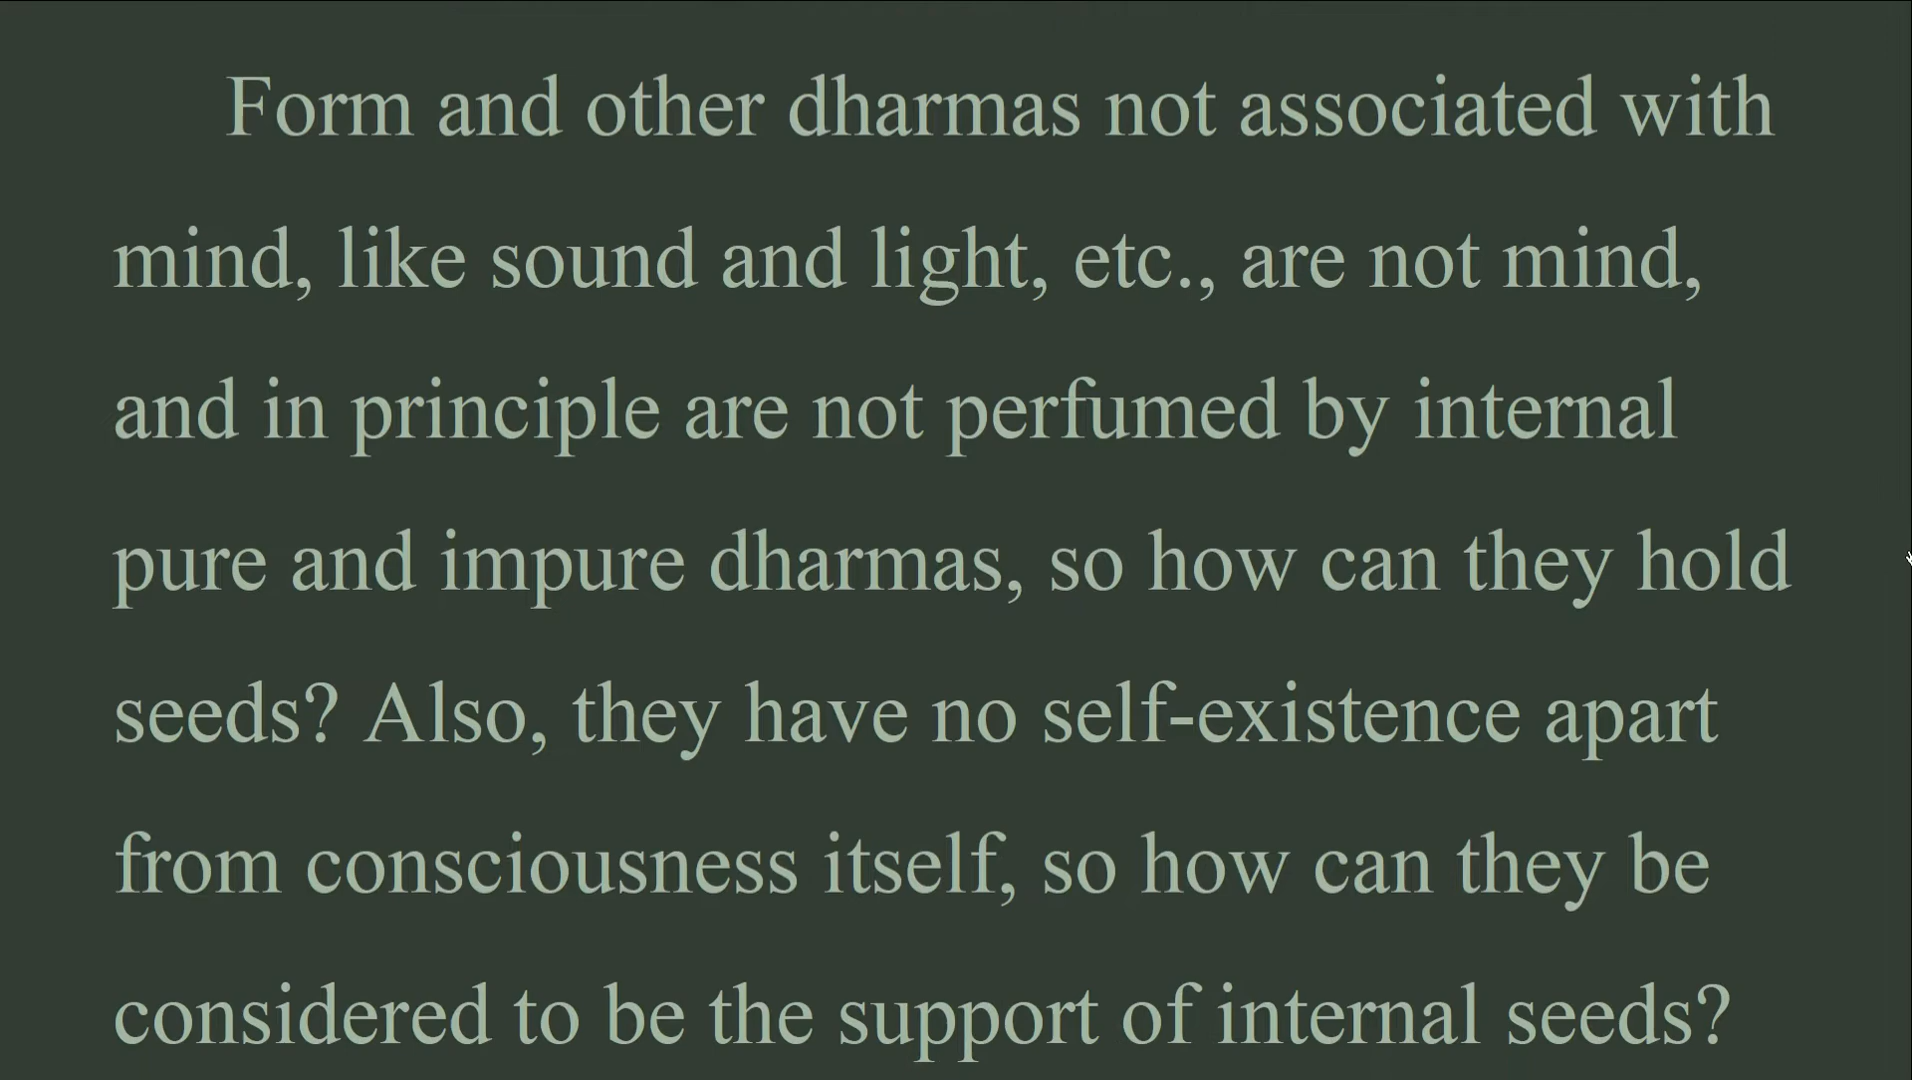 Form and other dharmas not associated with
mind, like sound and light, etc., are not mind,
and in principle are not perfumed by internal
pure and impure dharmas, so how can they hold
seeds? Also, they have no self-existence apart
from consciousness itself, so how can they be
considered to be the support of internal seeds?